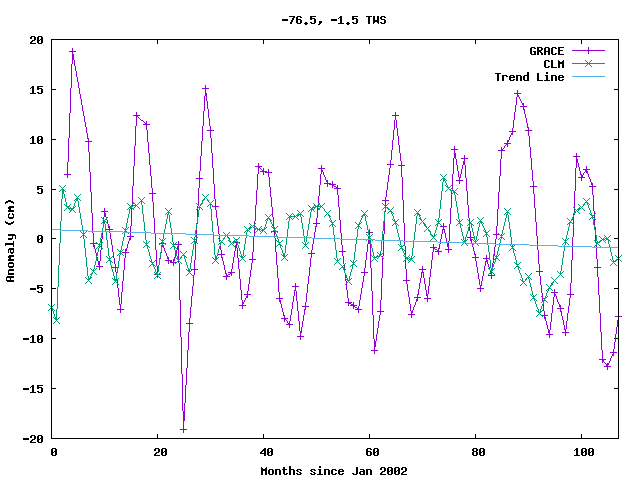 -76.5, -1.5 TWS
GRACE
CLM
Trend Line
20
15
10
5
0
-5
-10
-15
-20
Anomaly (cm)
0 20 40 60 80 100
Months since Jan 2002